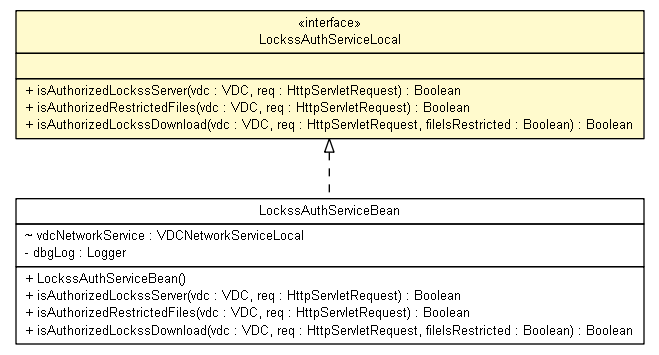 «interface»
LockssAuthServiceLocal
+ isAuthorizedLockssServer(vdc : VDC, req : HttpServletRequest) : Boolean
+ isAuthorizedRestrictedFiles(vdc : VDC, req : HttpServletRequest) : Boolean
+ isAuthorizedLockssDownload(vdc : VDC, req : HttpServletRequest, fileIsRestricted : Boolean) : Boolean
LockssAuthServiceBean
~ vdcNetworkService : VDCNetworkServiceLocal
- dbgLog : Logger
+ LockssAuthServiceBean()
+ isAuthorizedLockssServer(vdc : VDC, req : HttpServletRequest) : Boolean
+ isAuthorizedRestrictedFiles(vdc : VDC, req : HttpServletRequest) : Boolean
+ isAuthorizedLockssDownload(vdc : VDC, req : HttpServletRequest, fileIsRestricted : Boolean) : Boolean